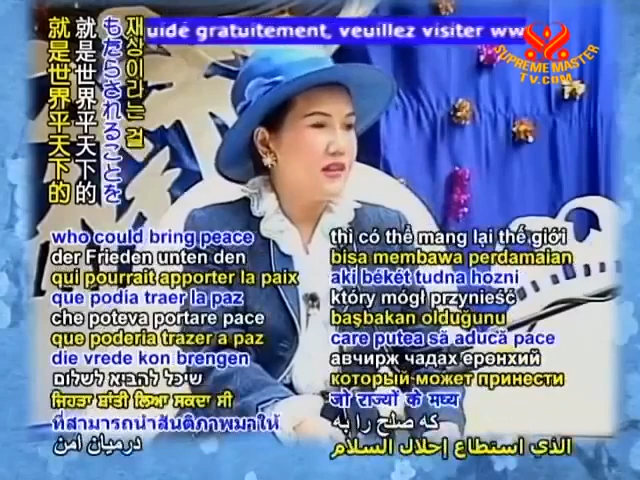 uidé gratuitement, veuillez visiter ww
SUPREME MASTER
TV.COM
재산이라는 걸
もたらされることを
就是世界平天下的
就是世界平天下的
who could bring peace
der Frieden unten den
qui pourrait apporter la paix
que podía traer la paz
che poteva portare pace
que poderia trazer a paz
die vrede kon brengen
שיכל להביא לשלום
ਜਿਹੜਾ ਸ਼ਾਂਤੀ ਲਿਆ ਸਕਦਾ ਸੀ
ที่สามารถนำสันติภาพมาให้
درمیان امن
thì có thể mang lại thế giới
bisa membawa perdamaian
aki békét tudna hozni
który mógł przynieść
başbakan olduğunu
care putea să aducă pace
авчирж чадах ерөнхий
который может принести
जो राज्यों के मध्य
که صلح را به
الذي استطاع إحلال السلام